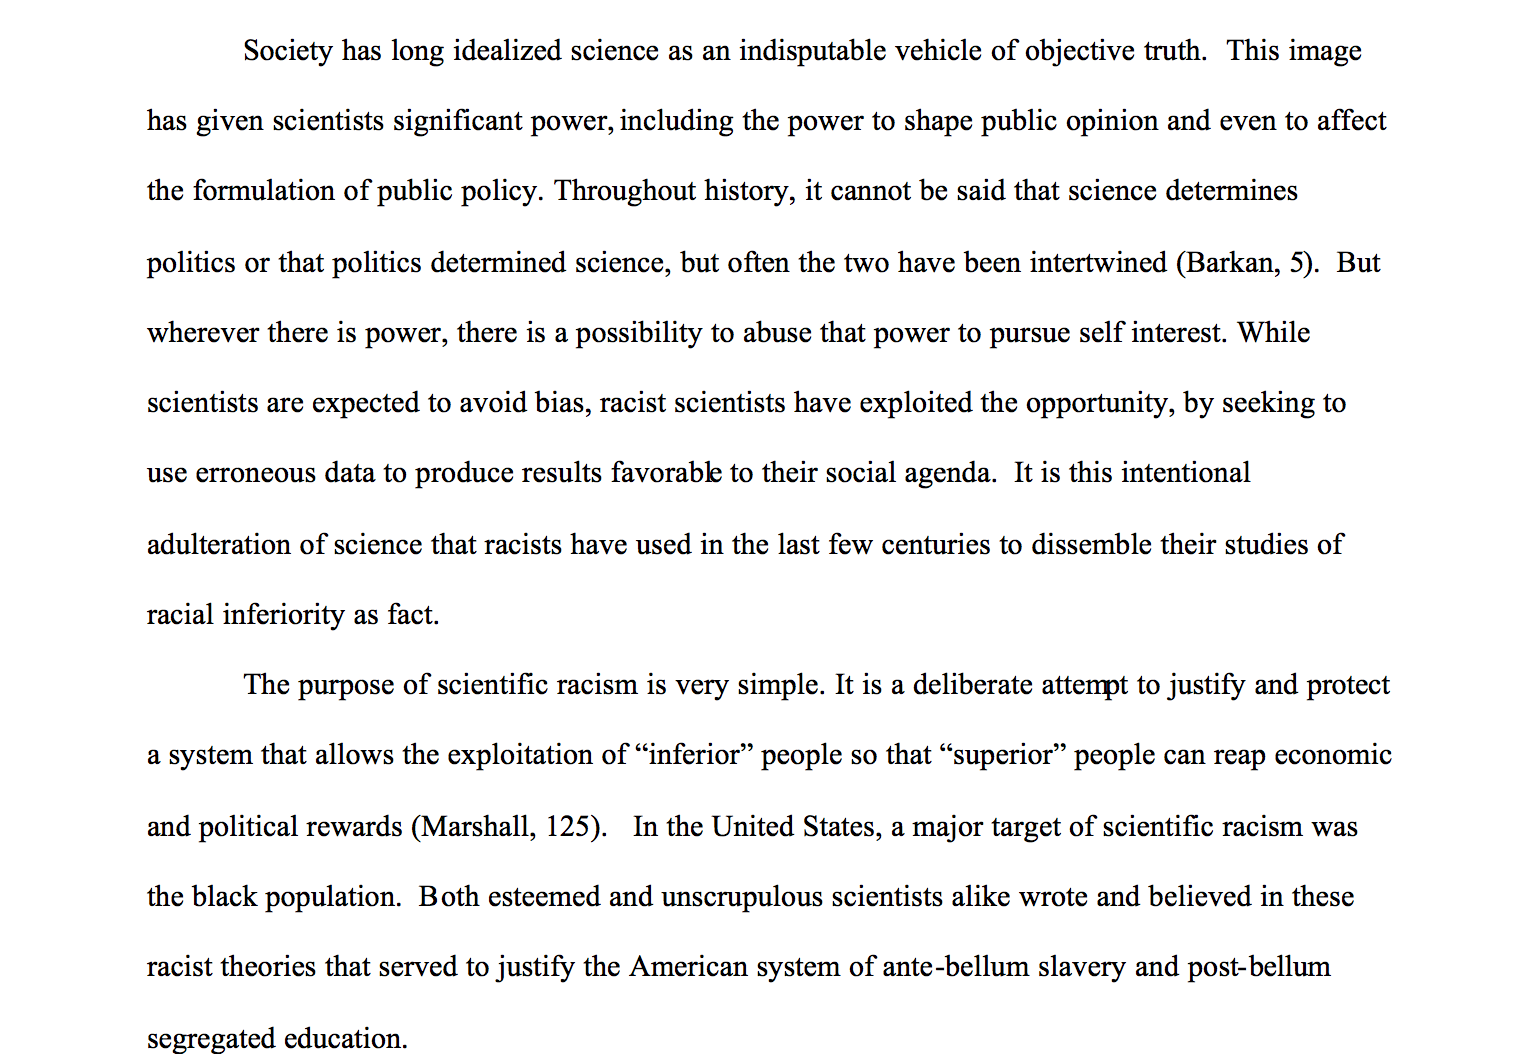 Society has long idealized science as an indisputable vehicle of objective truth.  This image
has given scientists significant power, including the power to shape public opinion and even to affect
the formulation of public policy. Throughout history, it cannot be said that science determines
politics or that politics determined science, but often the two have been intertwined (Barkan, 5).  But
wherever there is power, there is a possibility to abuse that power to pursue self interest. While
scientists are expected to avoid bias, racist scientists have exploited the opportunity, by seeking to
use erroneous data to produce results favorable to their social agenda.  It is this intentional
adulteration of science that racists have used in the last few centuries to dissemble their studies of
racial inferiority as fact.
The purpose of scientific racism is very simple. It is a deliberate attempt to justify and protect
a system that allows the exploitation of “inferior” people so that “superior” people can reap economic
and political rewards (Marshall, 125).   In the United States, a major target of scientific racism was
the black population.  Both esteemed and unscrupulous scientists alike wrote and believed in these
racist theories that served to justify the American system of ante-bellum slavery and post-bellum
segregated education.